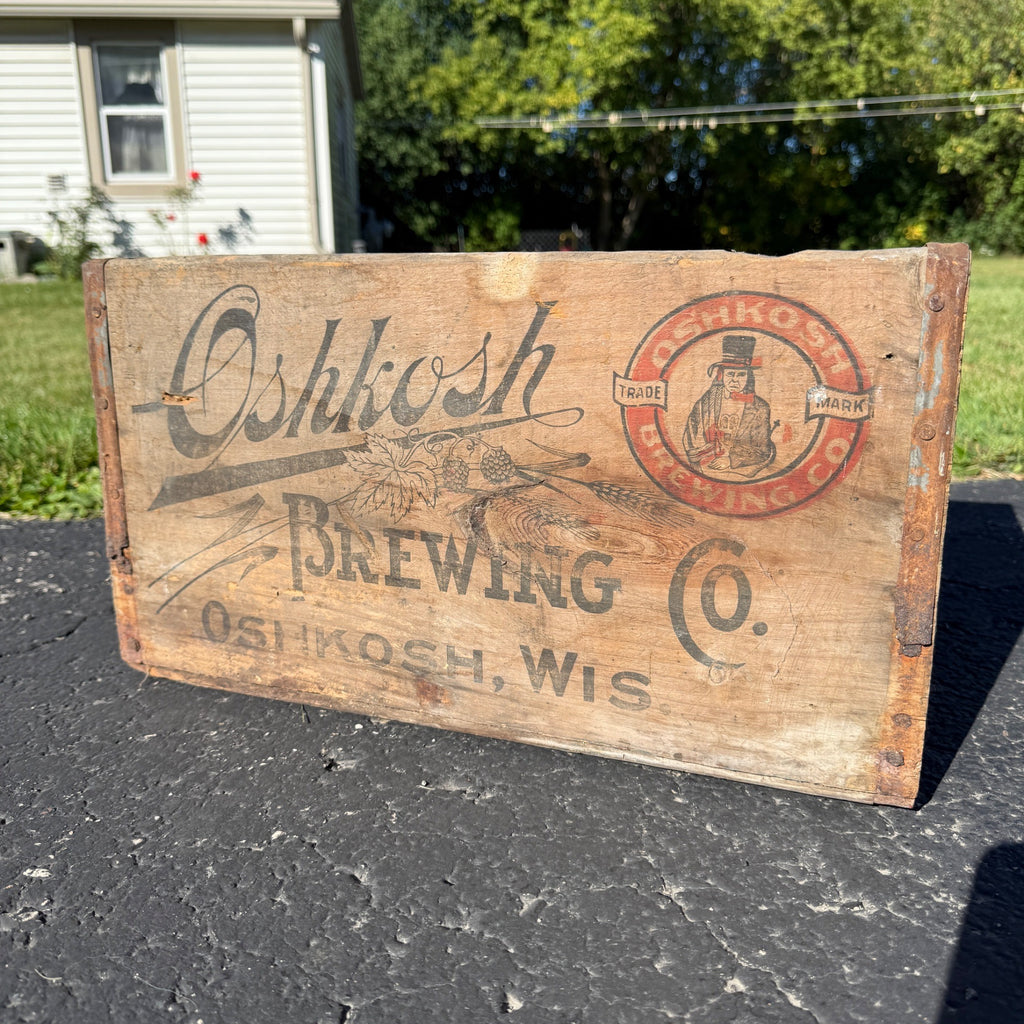 Oshkosh
BREWING CO.
OSHKOSH, WIS.
OSHKOSH
TRADE MARK
BREWING CO.